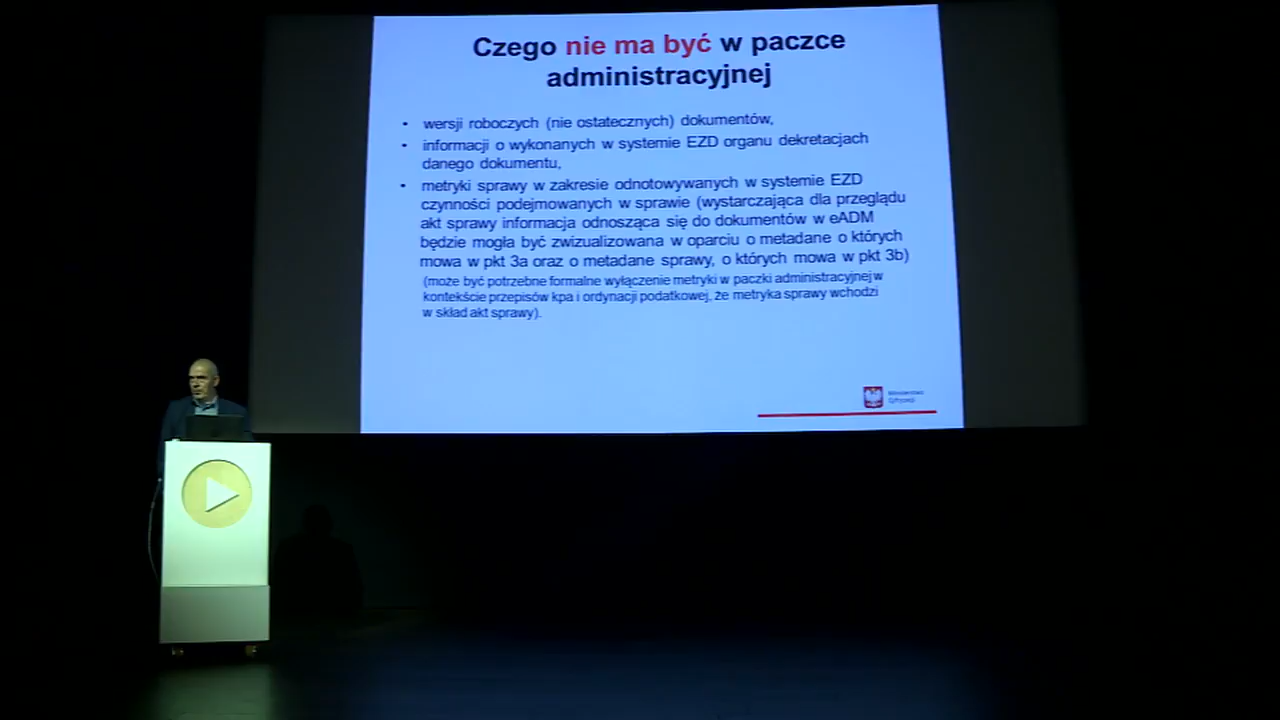 Czego nie ma być w paczce
administracyjnej
• wersji roboczych (nie ostatecznych) dokumentów,
• informacji o wykonanych w systemie EZD organu dekretacjach
danego dokumentu,
• metryki sprawy w zakresie odnotowywanych w systemie EZD
czynności podejmowanych w sprawie (wystarczająca dla przeglądu
akt sprawy informacja odnosząca się do dokumentów w eADM
będzie mogła być zwizualizowana w oparciu o metadane o których
mowa w pkt 3a oraz o metadane sprawy, o których mowa w pkt 3b)
(może być potrzebne formalne wyłączenie metryki w paczki administracyjnej w
kontekście przepisów kpa i ordynacji podatkowej, że metryka sprawy wchodzi
w skład akt sprawy).
Ministerstwo
Cyfryzacji